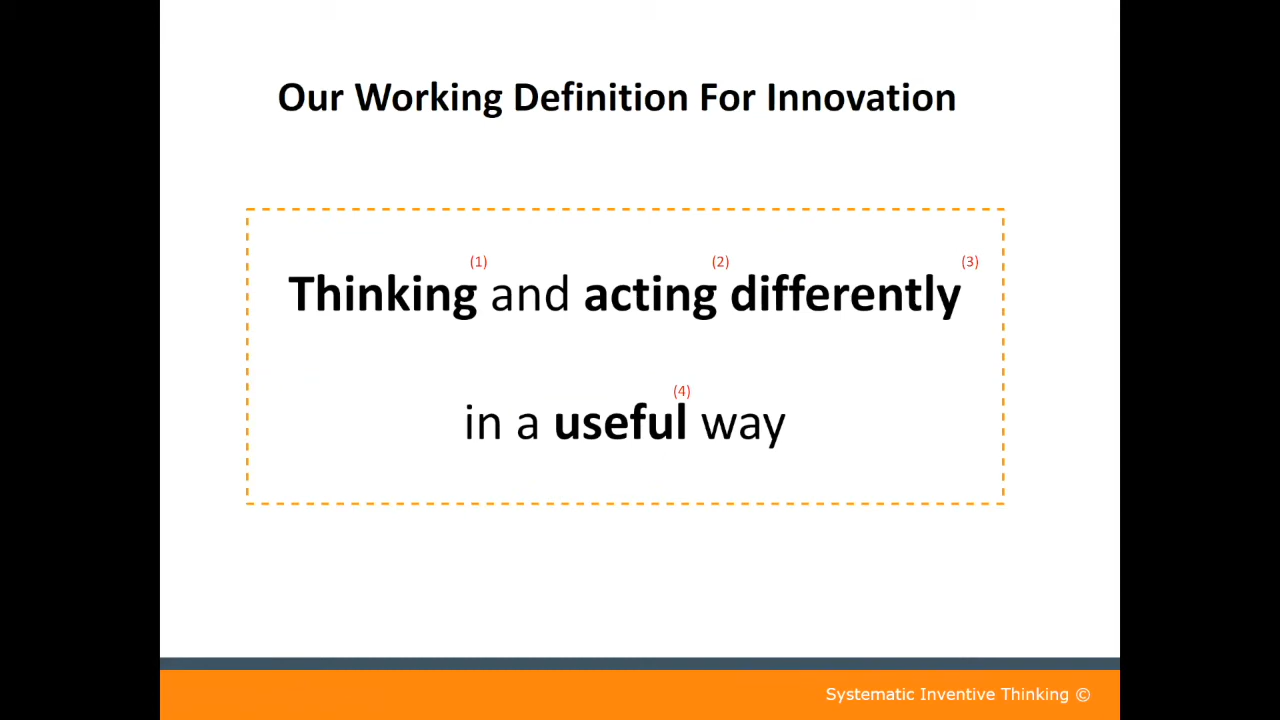 Our Working Definition For Innovation
Thinking(1) and acting(2) differently(3)
in a useful(4) way
Systematic Inventive Thinking ©